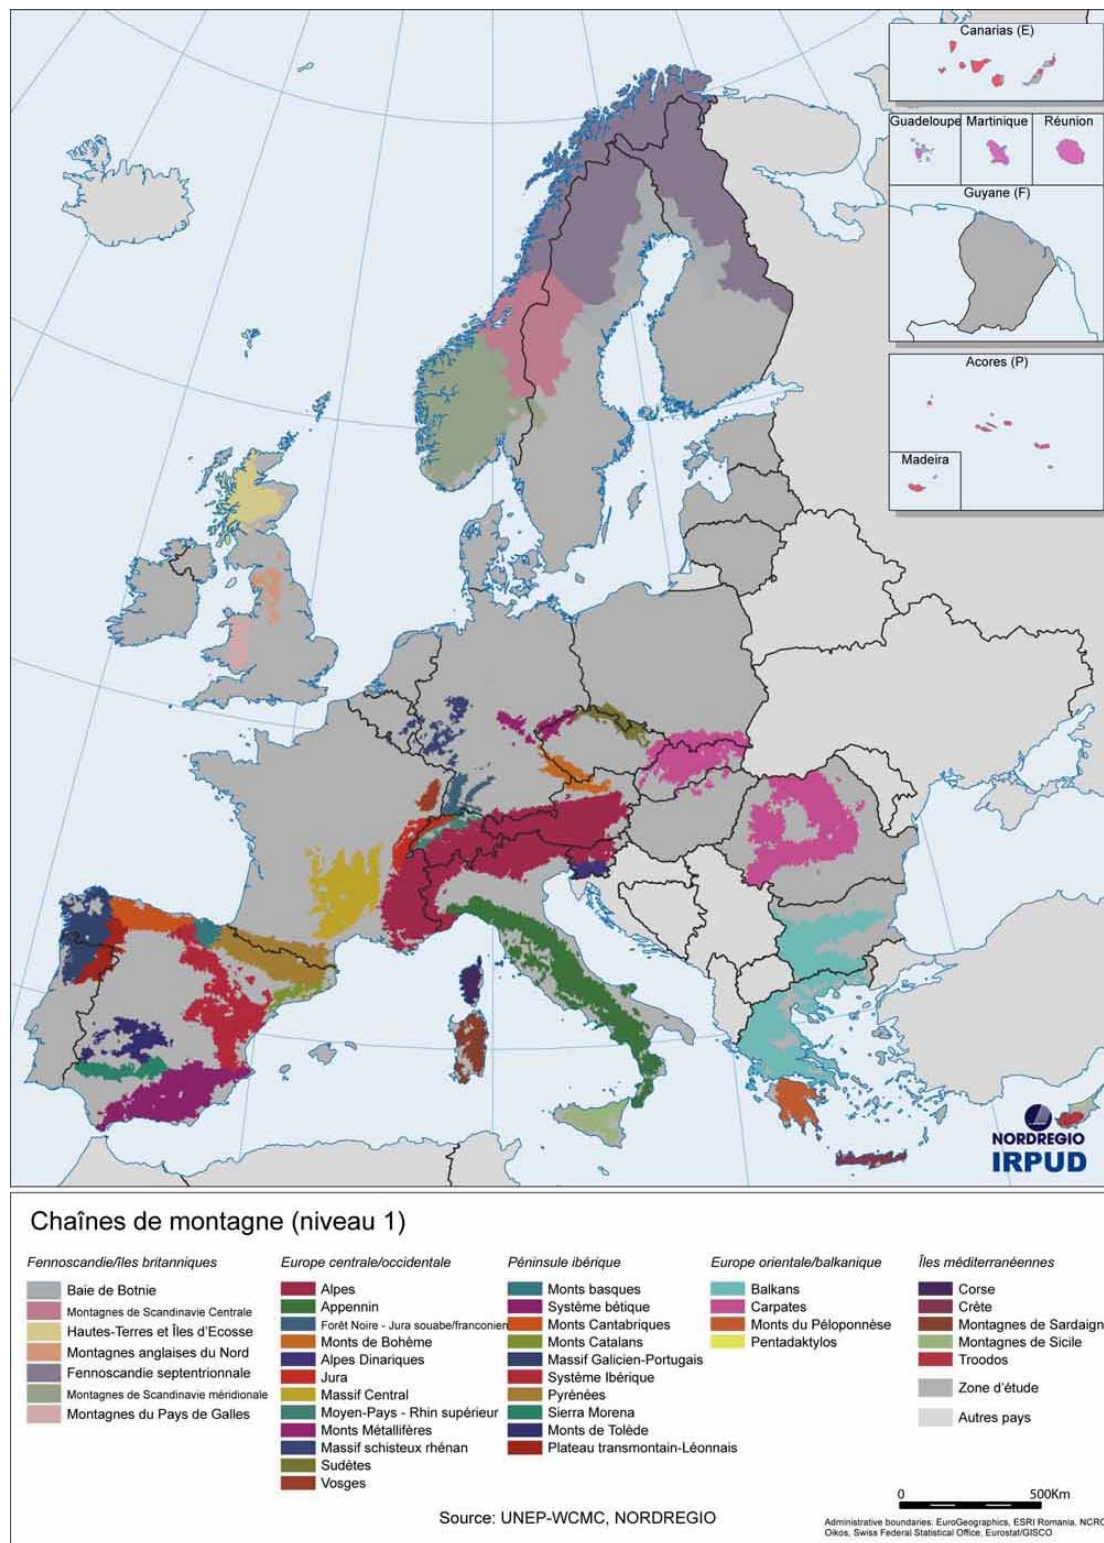 Canarias (E)
Guadeloupe
Martinique
Réunion
Guyane (F)
Acores (P)
Madeira
NORDREGIO
IRPUD
Chaînes de montagne (niveau 1)
Fennoscandie/îles britanniques
Baie de Botnie
Montagnes de Scandinavie Centrale
Hautes-Terres et Îles d'Ecosse
Montagnes anglaises du Nord
Fennoscandie septentrionnale
Montagnes de Scandinavie méridionale
Montagnes du Pays de Galles
Europe centrale/occidentale
Alpes
Appennin
Forêt Noire - Jura souabe/franconien
Monts de Bohème
Alpes Dinariques
Jura
Massif Central
Moyen-Pays - Rhin supérieur
Monts Métallifères
Massif schisteux rhénan
Sudètes
Vosges
Péninsule ibérique
Monts basques
Système bétique
Monts Cantabriques
Monts Catalans
Massif Galicien-Portugais
Système Ibérique
Pyrénées
Sierra Morena
Monts de Tolède
Plateau transmontain-Léonnais
Europe orientale/balkanique
Balkans
Carpates
Monts du Péloponnèse
Pentadaktylos
Îles méditerranéennes
Corse
Crète
Montagnes de Sardaign
Montagnes de Sicile
Troodos
Zone d'étude
Autres pays
0 500Km
Source: UNEP-WCMC, NORDREGIO
Administrative boundaries: EuroGeographics, ESRI Romania, NCRC
Oikos, Swiss Federal Statistical Office, Eurostat/GISCO